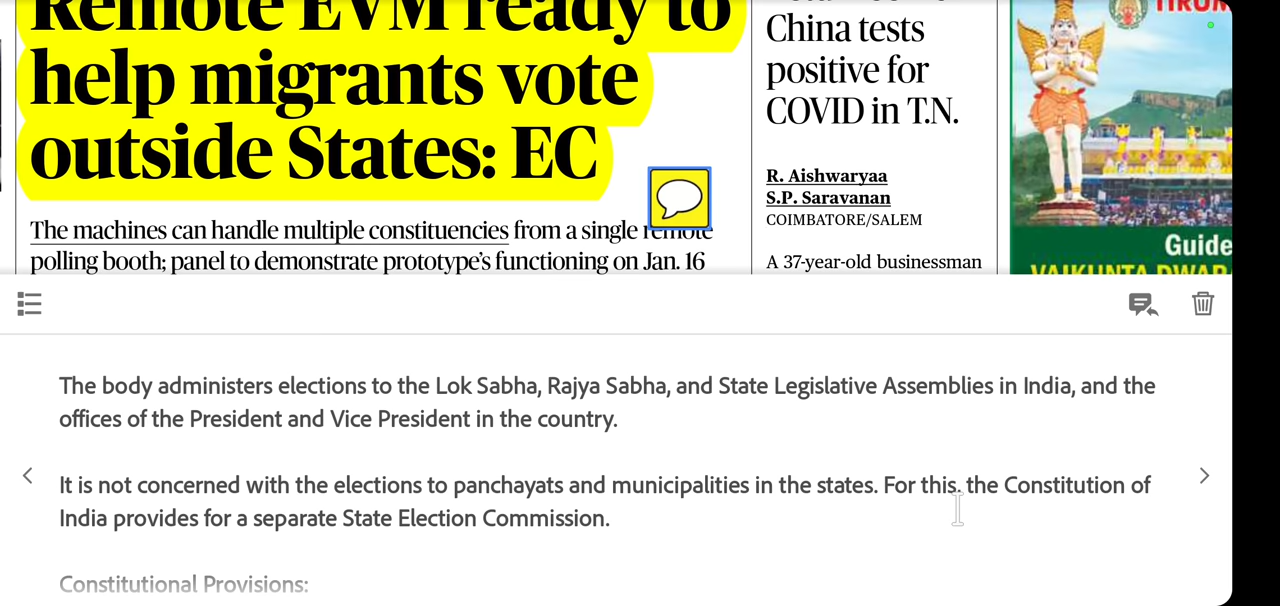 Remote EVM ready to
help migrants vote
outside States: EC
The machines can handle multiple constituencies from a single remote
polling booth; panel to demonstrate prototype's functioning on Jan. 16
China tests
positive for
COVID in T.N.
R. Aishwaryaa
S.P. Saravanan
COIMBATORE/SALEM
A 37-year-old businessman
Guide
The body administers elections to the Lok Sabha, Rajya Sabha, and State Legislative Assemblies in India, and the
offices of the President and Vice President in the country.
It is not concerned with the elections to panchayats and municipalities in the states. For this, the Constitution of
India provides for a separate State Election Commission.
Constitutional Provisions: